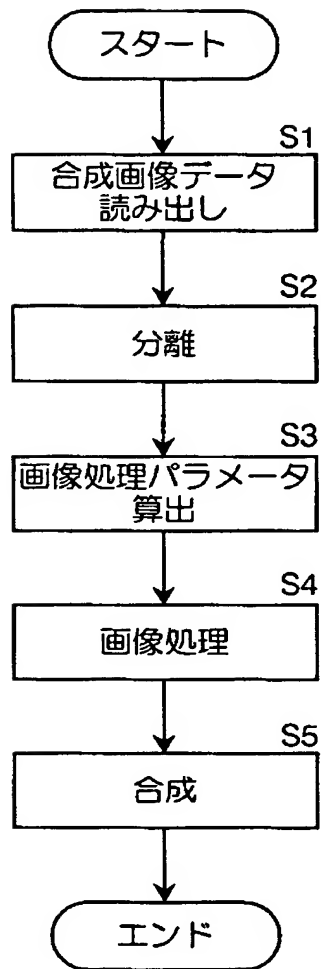 スタート
S1
合成画像データ
読み出し
S2
分離
S3
画像処理パラメータ
算出
S4
画像処理
S5
合成
エンド